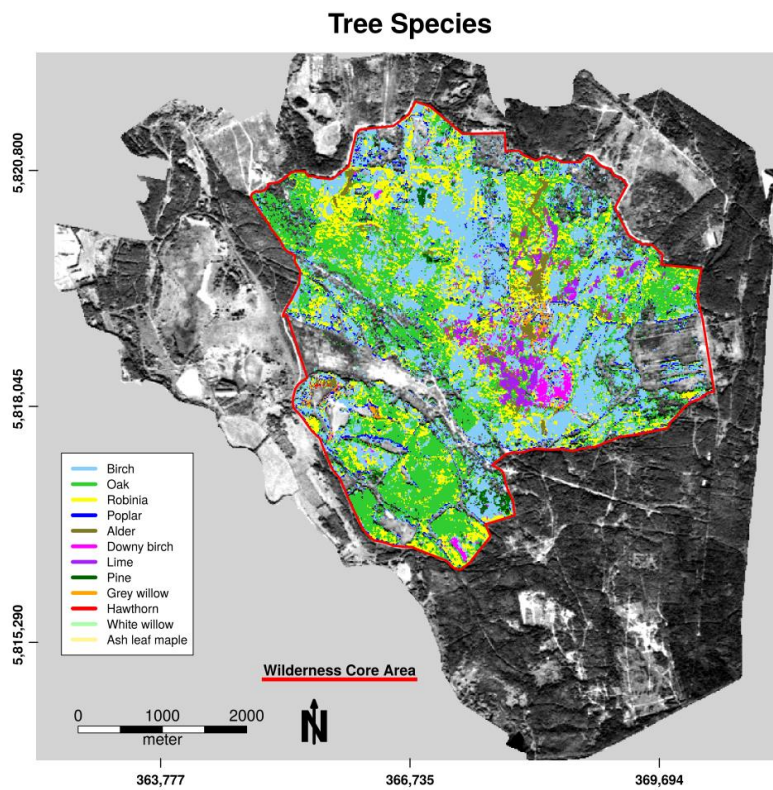 Tree Species
5,820,800
5,818,045
5,815,290
Birch
Oak
Robinia
Poplar
Alder
Downy birch
Lime
Pine
Grey willow
Hawthorn
White willow
Ash leaf maple
Wilderness Core Area
0 1000 2000
meter
N
363,777 366,735 369,694